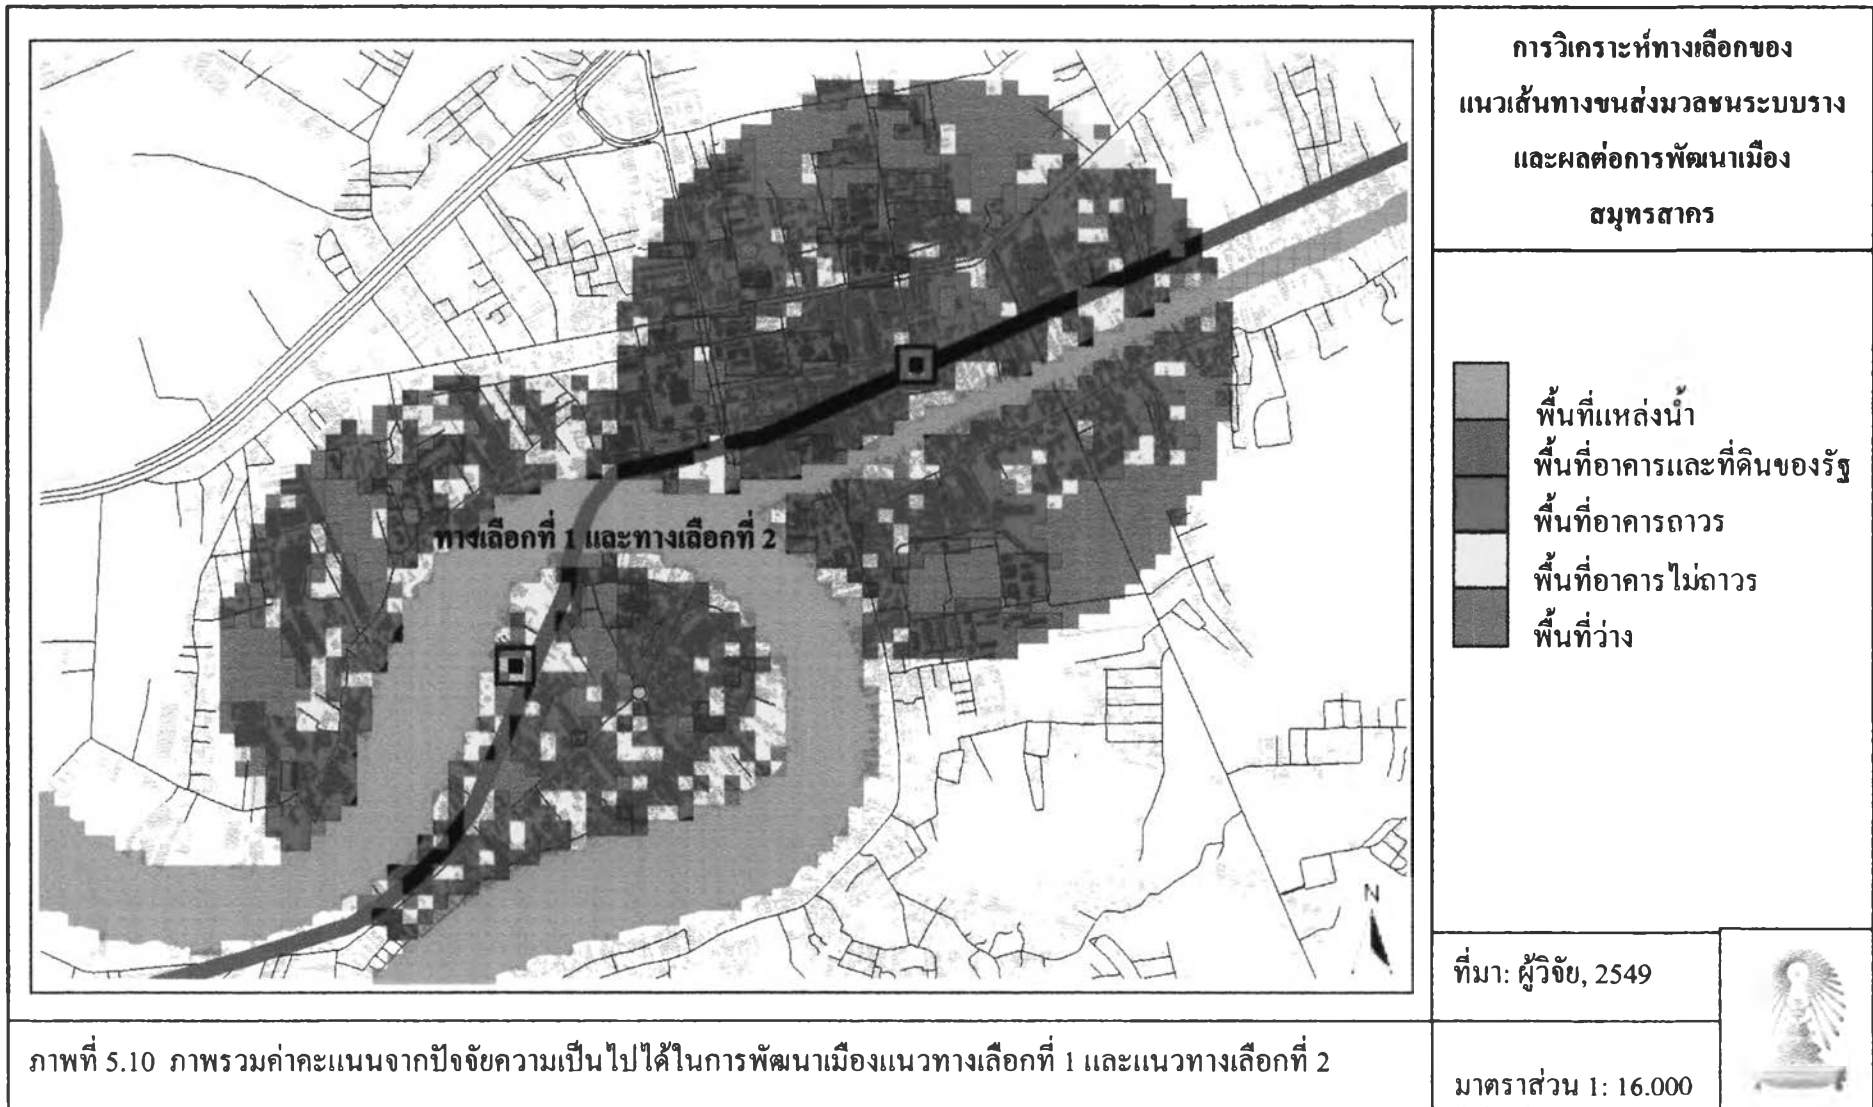 การวิเคราะห์ทางเลือกของ
แนวเส้นทางขนส่งมวลชนระบบราง
และผลต่อการพัฒนาเมือง
สมุทรสาคร
ทางเลือกที่ 1 และทางเลือกที่ 2
พื้นที่แหล่งน้ำ
พื้นที่อาคารและที่ดินของรัฐ
พื้นที่อาคารถาวร
พื้นที่อาคารไม่ถาวร
พื้นที่ว่าง
N
ที่มา: ผู้วิจัย, 2549
ภาพที่ 5.10 ภาพรวมค่าคะแนนจากปัจจัยความเป็นไปได้ในการพัฒนาเมืองแนวทางเลือกที่ 1 และแนวทางเลือกที่ 2
มาตราส่วน 1: 16.000